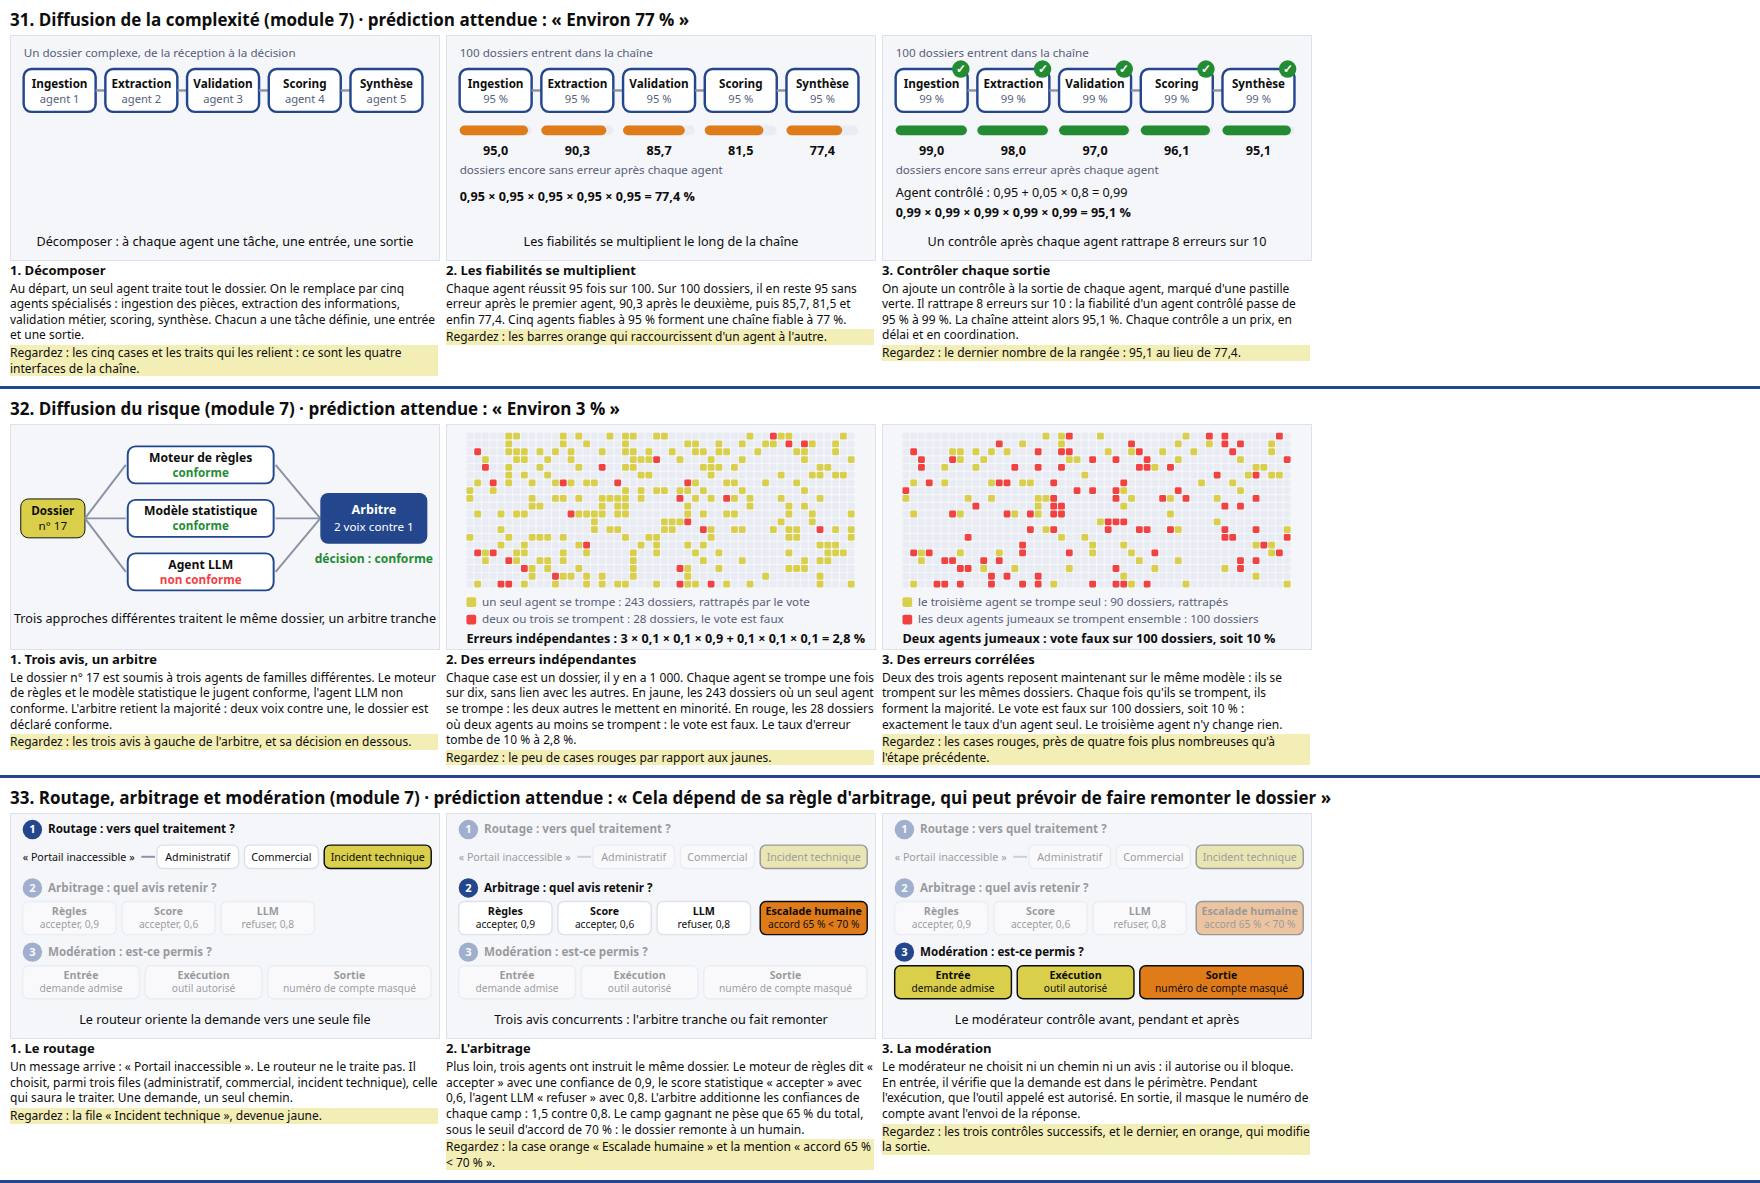 31. Diffusion de la complexité (module 7) · prédiction attendue : « Environ 77 % »
Un dossier complexe, de la réception à la décision
Ingestion
agent 1
Extraction
agent 2
Validation
agent 3
Scoring
agent 4
Synthèse
agent 5
Décomposer : à chaque agent une tâche, une entrée, une sortie
100 dossiers entrent dans la chaîne
Ingestion
95 %
Extraction
95 %
Validation
95 %
Scoring
95 %
Synthèse
95 %
95,0 90,3 85,7 81,5 77,4
dossiers encore sans erreur après chaque agent
0,95 × 0,95 × 0,95 × 0,95 × 0,95 = 77,4 %
Les fiabilités se multiplient le long de la chaîne
100 dossiers entrent dans la chaîne
Ingestion
99 %
Extraction
99 %
Validation
99 %
Scoring
99 %
Synthèse
99 %
99,0 98,0 97,0 96,1 95,1
dossiers encore sans erreur après chaque agent
Agent contrôlé : 0,95 + 0,05 × 0,8 = 0,99
0,99 × 0,99 × 0,99 × 0,99 × 0,99 = 95,1 %
Un contrôle après chaque agent rattrape 8 erreurs sur 10
1. Décomposer
Au départ, un seul agent traite tout le dossier. On le remplace par cinq
agents spécialisés : ingestion des pièces, extraction des informations,
validation métier, scoring, synthèse. Chacun a une tâche définie, une entrée
et une sortie.
Regardez : les cinq cases et les traits qui les relient : ce sont les quatre
interfaces de la chaîne.
2. Les fiabilités se multiplient
Chaque agent réussit 95 fois sur 100. Sur 100 dossiers, il en reste 95 sans
erreur après le premier agent, 90,3 après le deuxième, puis 85,7, 81,5 et
enfin 77,4. Cinq agents fiables à 95 % forment une chaîne fiable à 77 %.
Regardez : les barres orange qui raccourcissent d'un agent à l'autre.
3. Contrôler chaque sortie
On ajoute un contrôle à la sortie de chaque agent, marqué d'une pastille
verte. Il rattrape 8 erreurs sur 10 : la fiabilité d'un agent contrôlé passe de
95 % à 99 %. La chaîne atteint alors 95,1 %. Chaque contrôle a un prix, en
délai et en coordination.
Regardez : le dernier nombre de la rangée : 95,1 au lieu de 77,4.
32. Diffusion du risque (module 7) · prédiction attendue : « Environ 3 % »
Dossier
n° 17
Moteur de règles
conforme
Modèle statistique
conforme
Agent LLM
non conforme
Arbitre
2 voix contre 1
décision : conforme
Trois approches différentes traitent le même dossier, un arbitre tranche
un seul agent se trompe : 243 dossiers, rattrapés par le vote
deux ou trois se trompent : 28 dossiers, le vote est faux
Erreurs indépendantes : 3 × 0,1 × 0,1 × 0,9 + 0,1 × 0,1 × 0,1 = 2,8 %
le troisième agent se trompe seul : 90 dossiers, rattrapés
les deux agents jumeaux se trompent ensemble : 100 dossiers
Deux agents jumeaux : vote faux sur 100 dossiers, soit 10 %
1. Trois avis, un arbitre
Le dossier n° 17 est soumis à trois agents de familles différentes. Le moteur
de règles et le modèle statistique le jugent conforme, l'agent LLM non
conforme. L'arbitre retient la majorité : deux voix contre une, le dossier est
déclaré conforme.
Regardez : les trois avis à gauche de l'arbitre, et sa décision en dessous.
2. Des erreurs indépendantes
Chaque case est un dossier, il y en a 1 000. Chaque agent se trompe une fois
sur dix, sans lien avec les autres. En jaune, les 243 dossiers où un seul agent
se trompe : les deux autres le mettent en minorité. En rouge, les 28 dossiers
où deux agents au moins se trompent : le vote est faux. Le taux d'erreur
tombe de 10 % à 2,8 %.
Regardez : le peu de cases rouges par rapport aux jaunes.
3. Des erreurs corrélées
Deux des trois agents reposent maintenant sur le même modèle : ils se
trompent sur les mêmes dossiers. Chaque fois qu'ils se trompent, ils
forment la majorité. Le vote est faux sur 100 dossiers, soit 10 % :
exactement le taux d'un agent seul. Le troisième agent n'y change rien.
Regardez : les cases rouges, près de quatre fois plus nombreuses qu'à
l'étape précédente.
33. Routage, arbitrage et modération (module 7) · prédiction attendue : « Cela dépend de sa règle d'arbitrage, qui peut prévoir de faire remonter le dossier »
1 Routage : vers quel traitement ?
« Portail inaccessible » Administratif Commercial Incident technique
2 Arbitrage : quel avis retenir ?
Règles
accepter, 0,9
Score
accepter, 0,6
LLM
refuser, 0,8
3 Modération : est-ce permis ?
Entrée
demande admise
Exécution
outil autorisé
Sortie
numéro de compte masqué
Le routeur oriente la demande vers une seule file
1 Routage : vers quel traitement ?
« Portail inaccessible » Administratif Commercial Incident technique
2 Arbitrage : quel avis retenir ?
Règles
accepter, 0,9
Score
accepter, 0,6
LLM
refuser, 0,8
Escalade humaine
accord 65 % < 70 %
3 Modération : est-ce permis ?
Entrée
demande admise
Exécution
outil autorisé
Sortie
numéro de compte masqué
Trois avis concurrents : l'arbitre tranche ou fait remonter
1 Routage : vers quel traitement ?
« Portail inaccessible » Administratif Commercial Incident technique
2 Arbitrage : quel avis retenir ?
Règles
accepter, 0,9
Score
accepter, 0,6
LLM
refuser, 0,8
Escalade humaine
accord 65 % < 70 %
3 Modération : est-ce permis ?
Entrée
demande admise
Exécution
outil autorisé
Sortie
numéro de compte masqué
Le modérateur contrôle avant, pendant et après
1. Le routage
Un message arrive : « Portail inaccessible ». Le routeur ne le traite pas. Il
choisit, parmi trois files (administratif, commercial, incident technique), celle
qui saura le traiter. Une demande, un seul chemin.
Regardez : la file « Incident technique », devenue jaune.
2. L'arbitrage
Plus loin, trois agents ont instruit le même dossier. Le moteur de règles dit «
accepter » avec une confiance de 0,9, le score statistique « accepter » avec
0,6, l'agent LLM « refuser » avec 0,8. L'arbitre additionne les confiances de
chaque camp : 1,5 contre 0,8. Le camp gagnant ne pèse que 65 % du total,
sous le seuil d'accord de 70 % : le dossier remonte à un humain.
Regardez : la case orange « Escalade humaine » et la mention « accord 65 %
< 70 % ».
3. La modération
Le modérateur ne choisit ni un chemin ni un avis : il autorise ou il bloque.
En entrée, il vérifie que la demande est dans le périmètre. Pendant
l'exécution, que l'outil appelé est autorisé. En sortie, il masque le numéro de
compte avant l'envoi de la réponse.
Regardez : les trois contrôles successifs, et le dernier, en orange, qui modifie
la sortie.